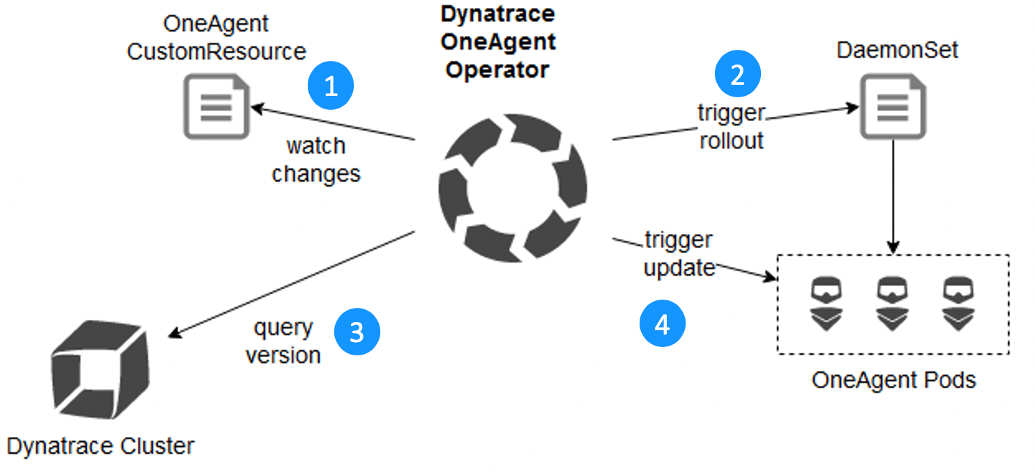 OneAgent
CustomResource
Dynatrace
OneAgent
Operator
DaemonSet
1
watch
changes
2
trigger
rollout
query
version
3
trigger
update
4
Dynatrace Cluster
OneAgent Pods